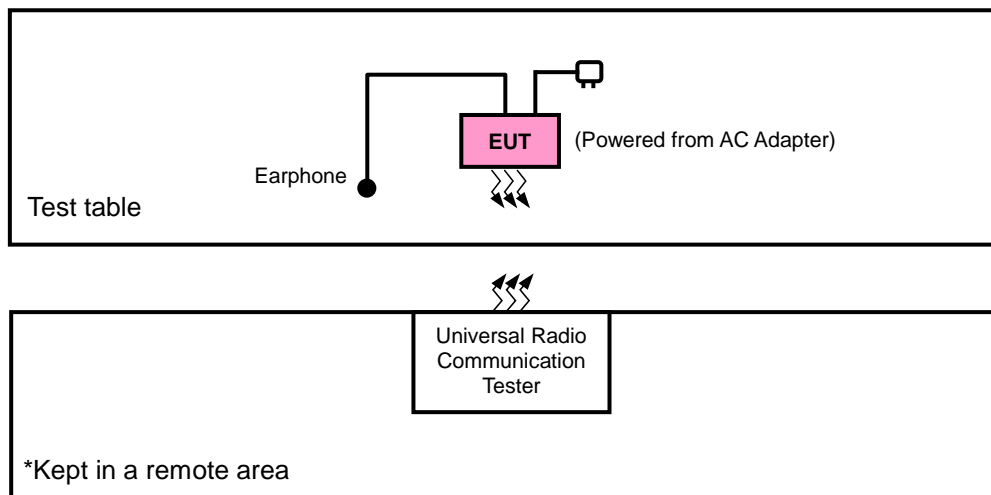 EUT
(Powered from AC Adapter)
Earphone
Test table
Universal Radio
Communication
Tester
*Kept in a remote area